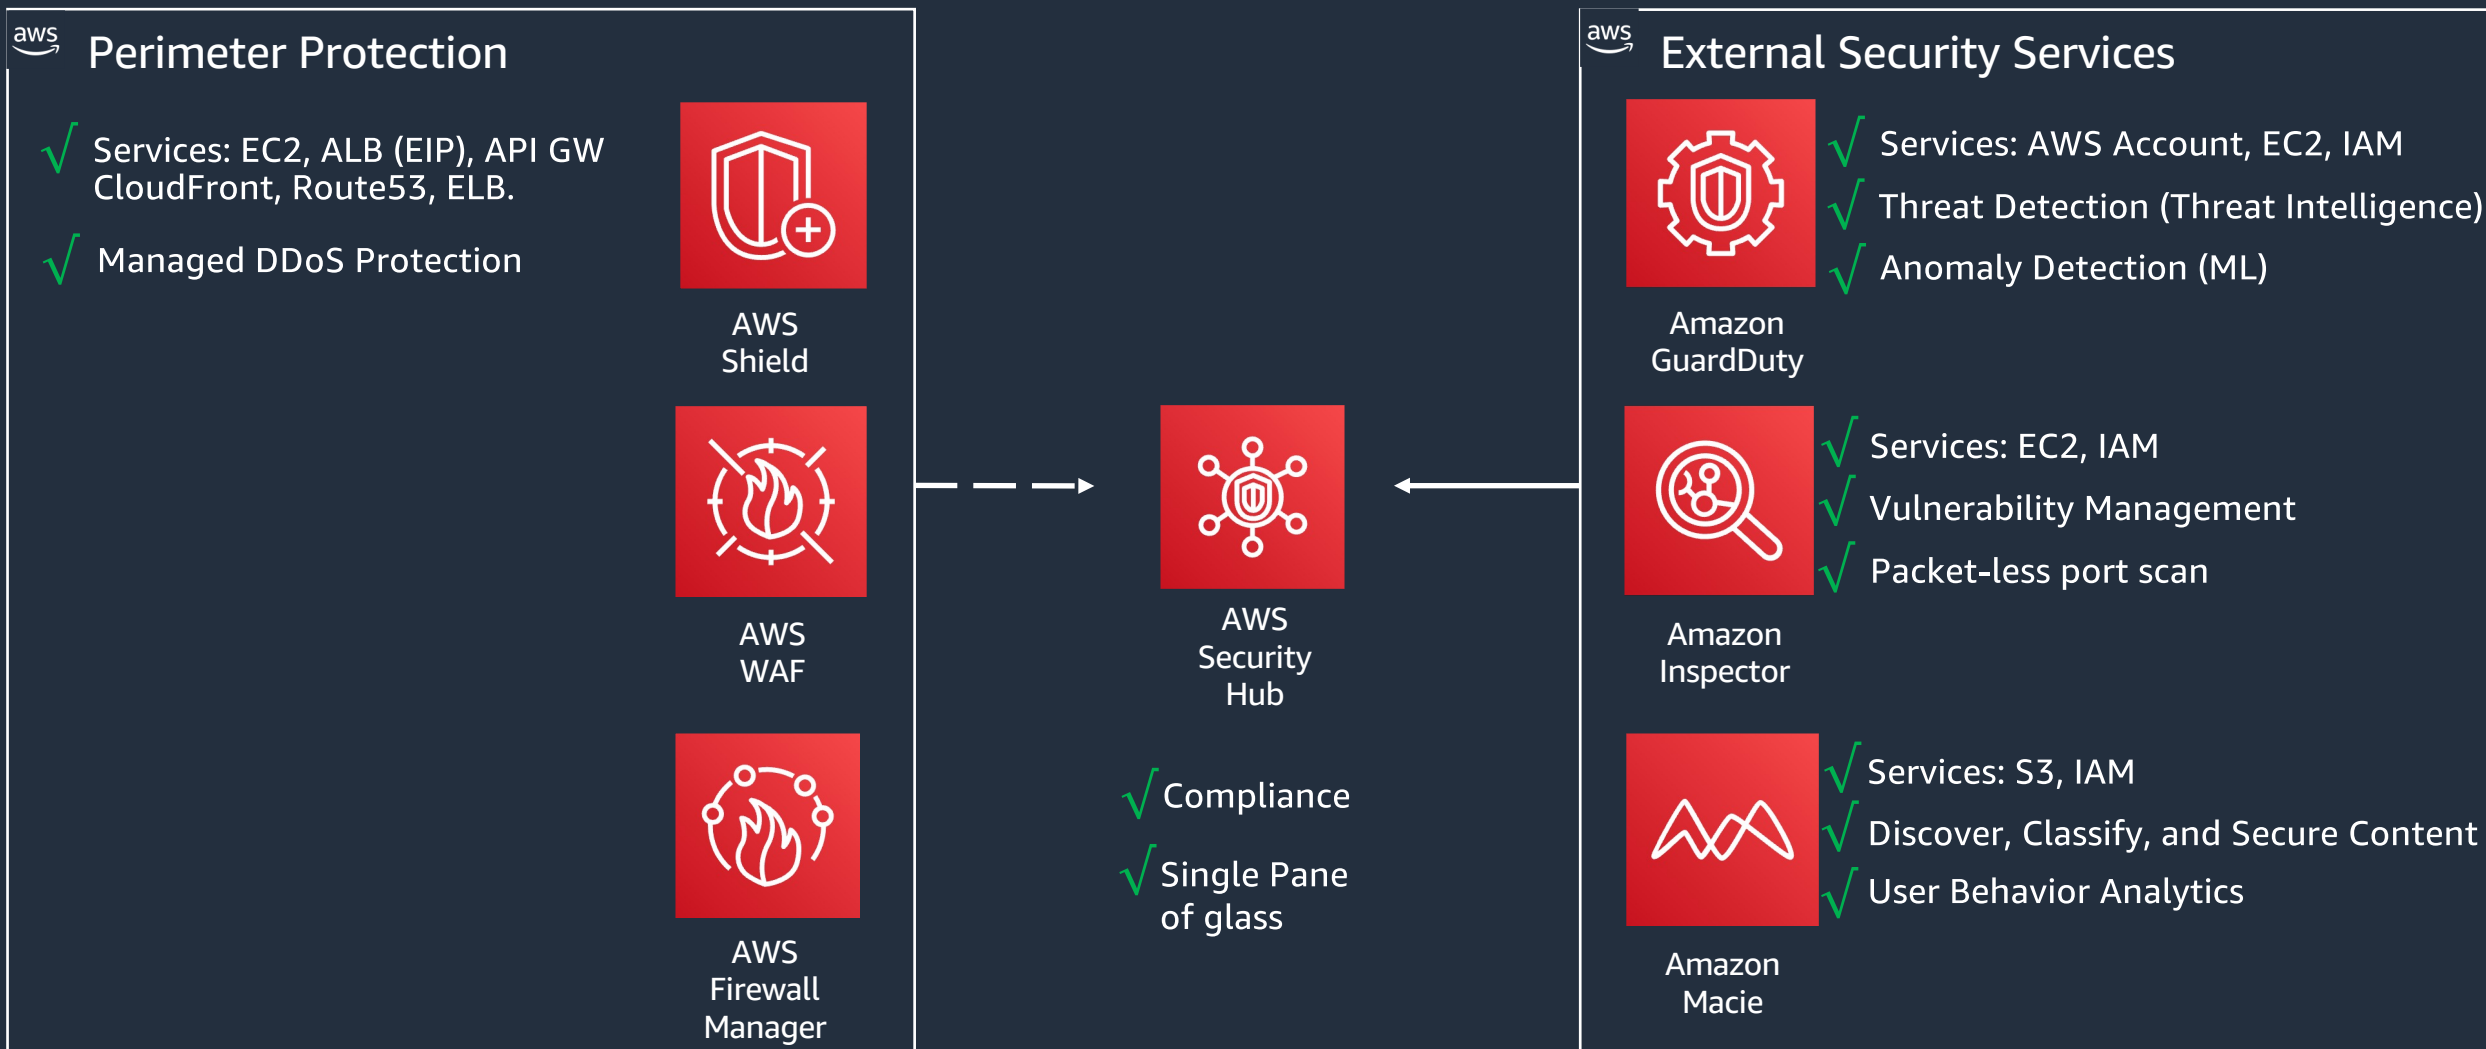 aws
Perimeter Protection
√ Services: EC2, ALB (EIP), API GW
CloudFront, Route53, ELB.
√ Managed DDoS Protection
AWS
Shield
AWS
WAF
AWS
Firewall
Manager
AWS
Security
Hub
√ Compliance
√ Single Pane
of glass
aws
External Security Services
√ Services: AWS Account, EC2, IAM
√ Threat Detection (Threat Intelligence)
√ Anomaly Detection (ML)
Amazon
GuardDuty
√ Services: EC2, IAM
√ Vulnerability Management
√ Packet-less port scan
Amazon
Inspector
√ Services: S3, IAM
√ Discover, Classify, and Secure Content
√ User Behavior Analytics
Amazon
Macie